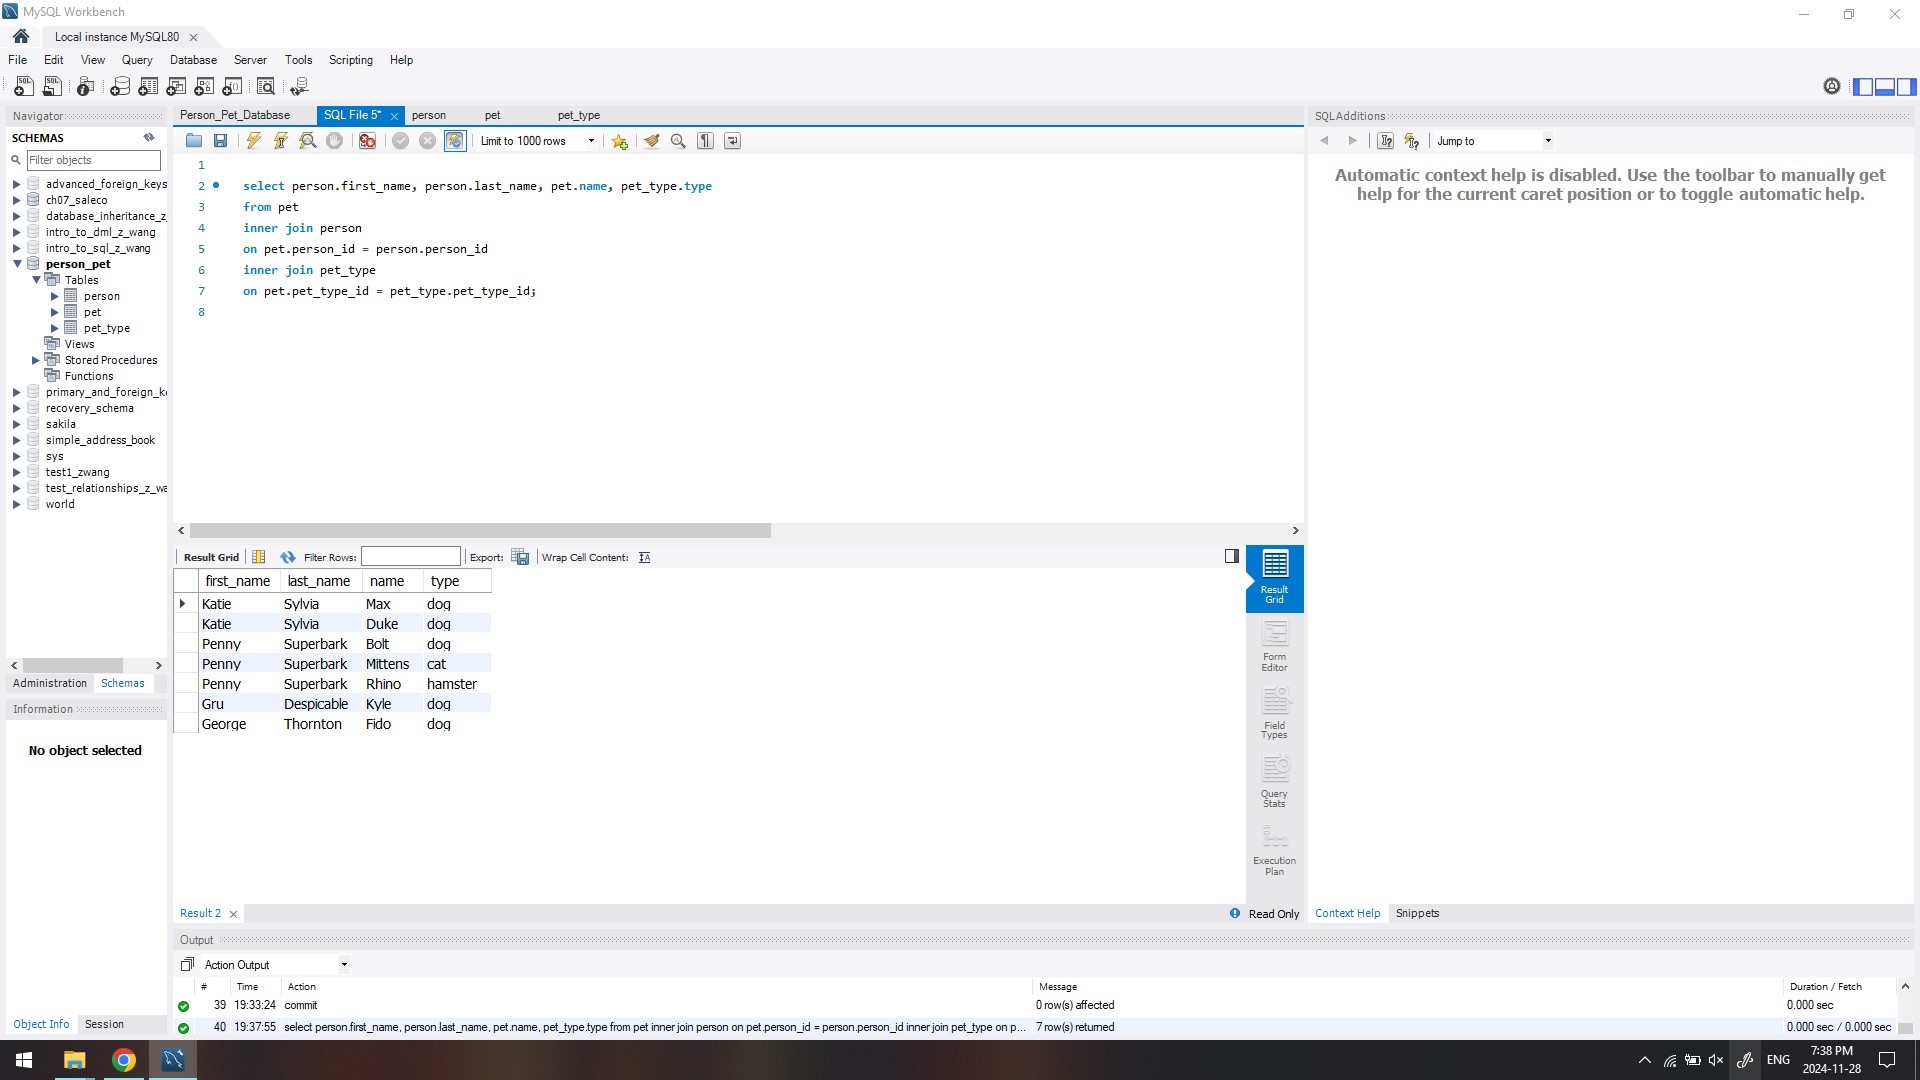 MySQL Workbench
Local instance MySQL80
File Edit View Query Database Server Tools Scripting Help
Navigator
SCHEMAS
Filter objects
advanced_foreign_keys
ch07_saleco
database_inheritance_z
intro_to_dml_z_wang
intro_to_sql_z_wang
person_pet
Tables
person
pet
pet_type
Views
Stored Procedures
Functions
primary_and_foreign_k
recovery_schema
sakila
simple_address_book
sys
test1_zwang
test_relationships_z_wa
world
Administration Schemas
Information
No object selected
Object Info Session
Person_Pet_Database SQL File 5* person pet pet_type
Limit to 1000 rows
1
2 select person.first_name, person.last_name, pet.name, pet_type.type
3 from pet
4 inner join person
5 on pet.person_id = person.person_id
6 inner join pet_type
7 on pet.pet_type_id = pet_type.pet_type_id;
8
Result Grid Filter Rows: Export: Wrap Cell Content:
first_name last_name name type
Katie Sylvia Max dog
Katie Sylvia Duke dog
Penny Superbark Bolt dog
Penny Superbark Mittens cat
Penny Superbark Rhino hamster
Gru Despicable Kyle dog
George Thornton Fido dog
Result
Grid
Form
Editor
Field
Types
Query
Stats
Execution
Plan
Result 2 Read Only
SQLAdditions
Jump to
Automatic context help is disabled. Use the toolbar to manually get
help for the current caret position or to toggle automatic help.
Context Help Snippets
Output
Action Output
# Time Action Message Duration / Fetch
39 19:33:24 commit 0 row(s) affected 0.000 sec
40 19:37:55 select person.first_name, person.last_name, pet.name, pet_type.type from pet inner join person on pet.person_id = person.person_id inner join pet_type on p... 7 row(s) returned 0.000 sec / 0.000 sec
ENG
7:38 PM
2024-11-28